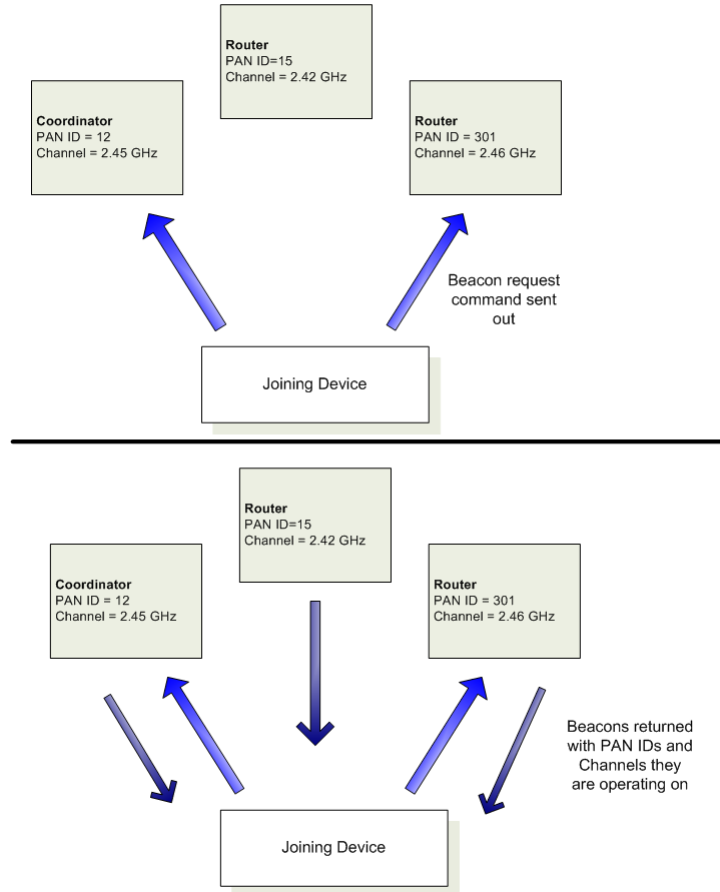 Router
PAN ID=15
Channel = 2.42 GHz
Coordinator
PAN ID = 12
Channel = 2.45 GHz
Router
PAN ID = 301
Channel = 2.46 GHz
Beacon request
command sent
out
Joining Device
Router
PAN ID=15
Channel = 2.42 GHz
Coordinator
PAN ID = 12
Channel = 2.45 GHz
Router
PAN ID = 301
Channel = 2.46 GHz
Beacons returned
with PAN IDs and
Channels they
are operating on
Joining Device